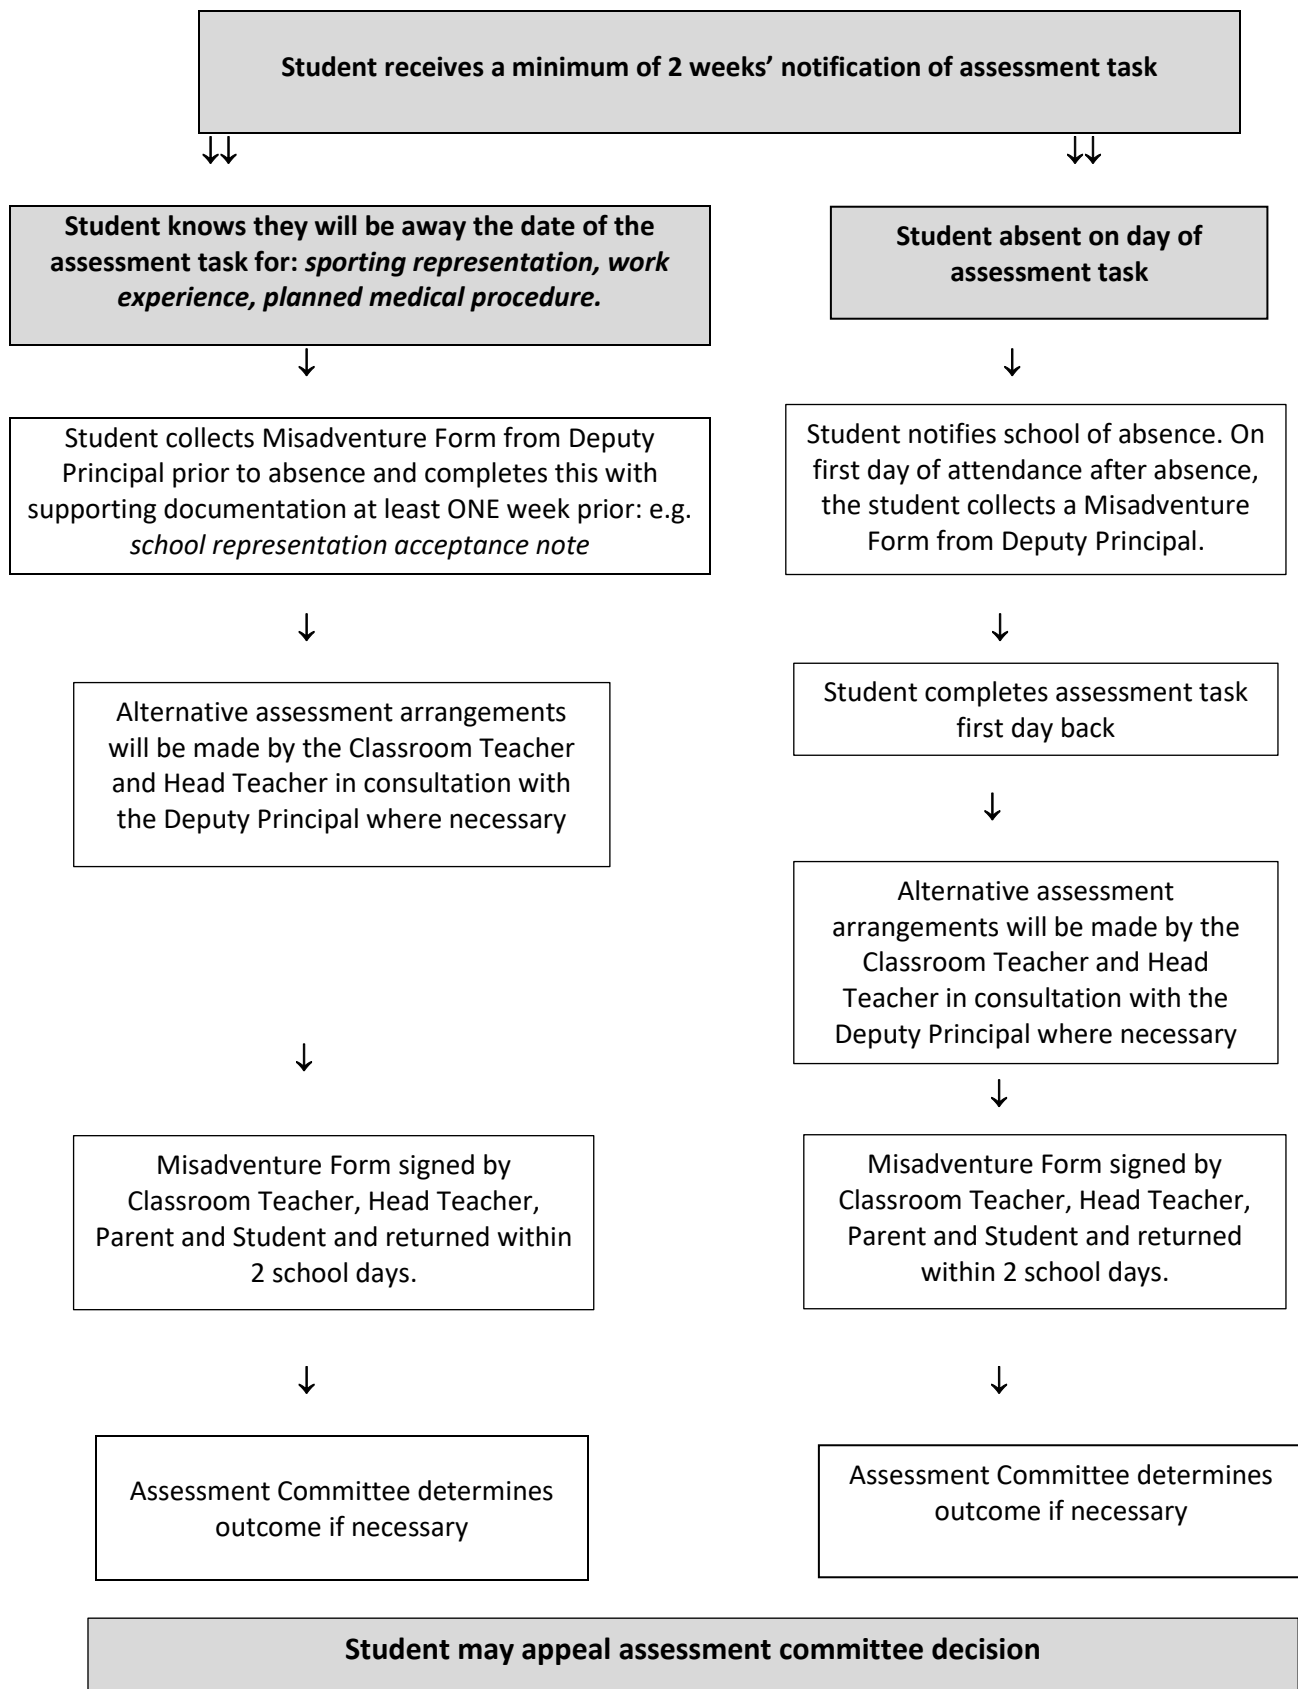 Student receives a minimum of 2 weeks’ notification of assessment task
↓↓
↓↓
Student knows they will be away the date of the
assessment task for: sporting representation, work
experience, planned medical procedure.
↓
Student collects Misadventure Form from Deputy
Principal prior to absence and completes this with
supporting documentation at least ONE week prior: e.g.
school representation acceptance note
↓
Alternative assessment arrangements
will be made by the Classroom Teacher
and Head Teacher in consultation with
the Deputy Principal where necessary
↓
Misadventure Form signed by
Classroom Teacher, Head Teacher,
Parent and Student and returned within
2 school days.
↓
Assessment Committee determines
outcome if necessary
Student absent on day of
assessment task
↓
Student notifies school of absence. On
first day of attendance after absence,
the student collects a Misadventure
Form from Deputy Principal.
↓
Student completes assessment task
first day back
↓
Alternative assessment
arrangements will be made by the
Classroom Teacher and Head
Teacher in consultation with the
Deputy Principal where necessary
↓
Misadventure Form signed by
Classroom Teacher, Head Teacher,
Parent and Student and returned
within 2 school days.
↓
Assessment Committee determines
outcome if necessary
Student may appeal assessment committee decision